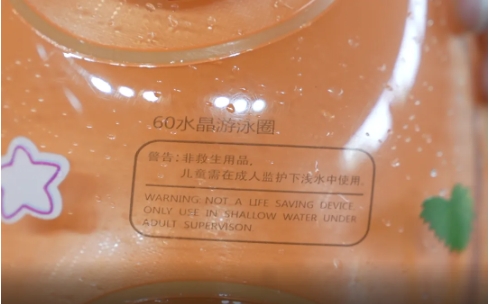 60水晶游泳圈
警告：非救生用品，
儿童需在成人监护下浅水中使用.
WARNING NOT A LIFE SAVING DEVICE.
ONLY USE IN SHALLOW WATER UNDER
ADULT SUPERVISON.